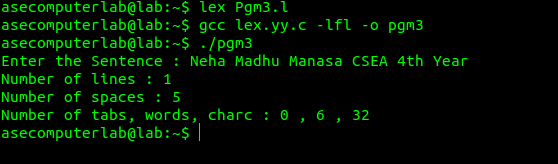 asecomputerlab@lab:~$ lex Pgm3.l
asecomputerlab@lab:~$ gcc lex.yy.c -lfl -o pgm3
asecomputerlab@lab:~$ ./pgm3
Enter the Sentence : Neha Madhu Manasa CSEA 4th Year
Number of lines : 1
Number of spaces : 5
Number of tabs, words, charc : 0 , 6 , 32
asecomputerlab@lab:~$